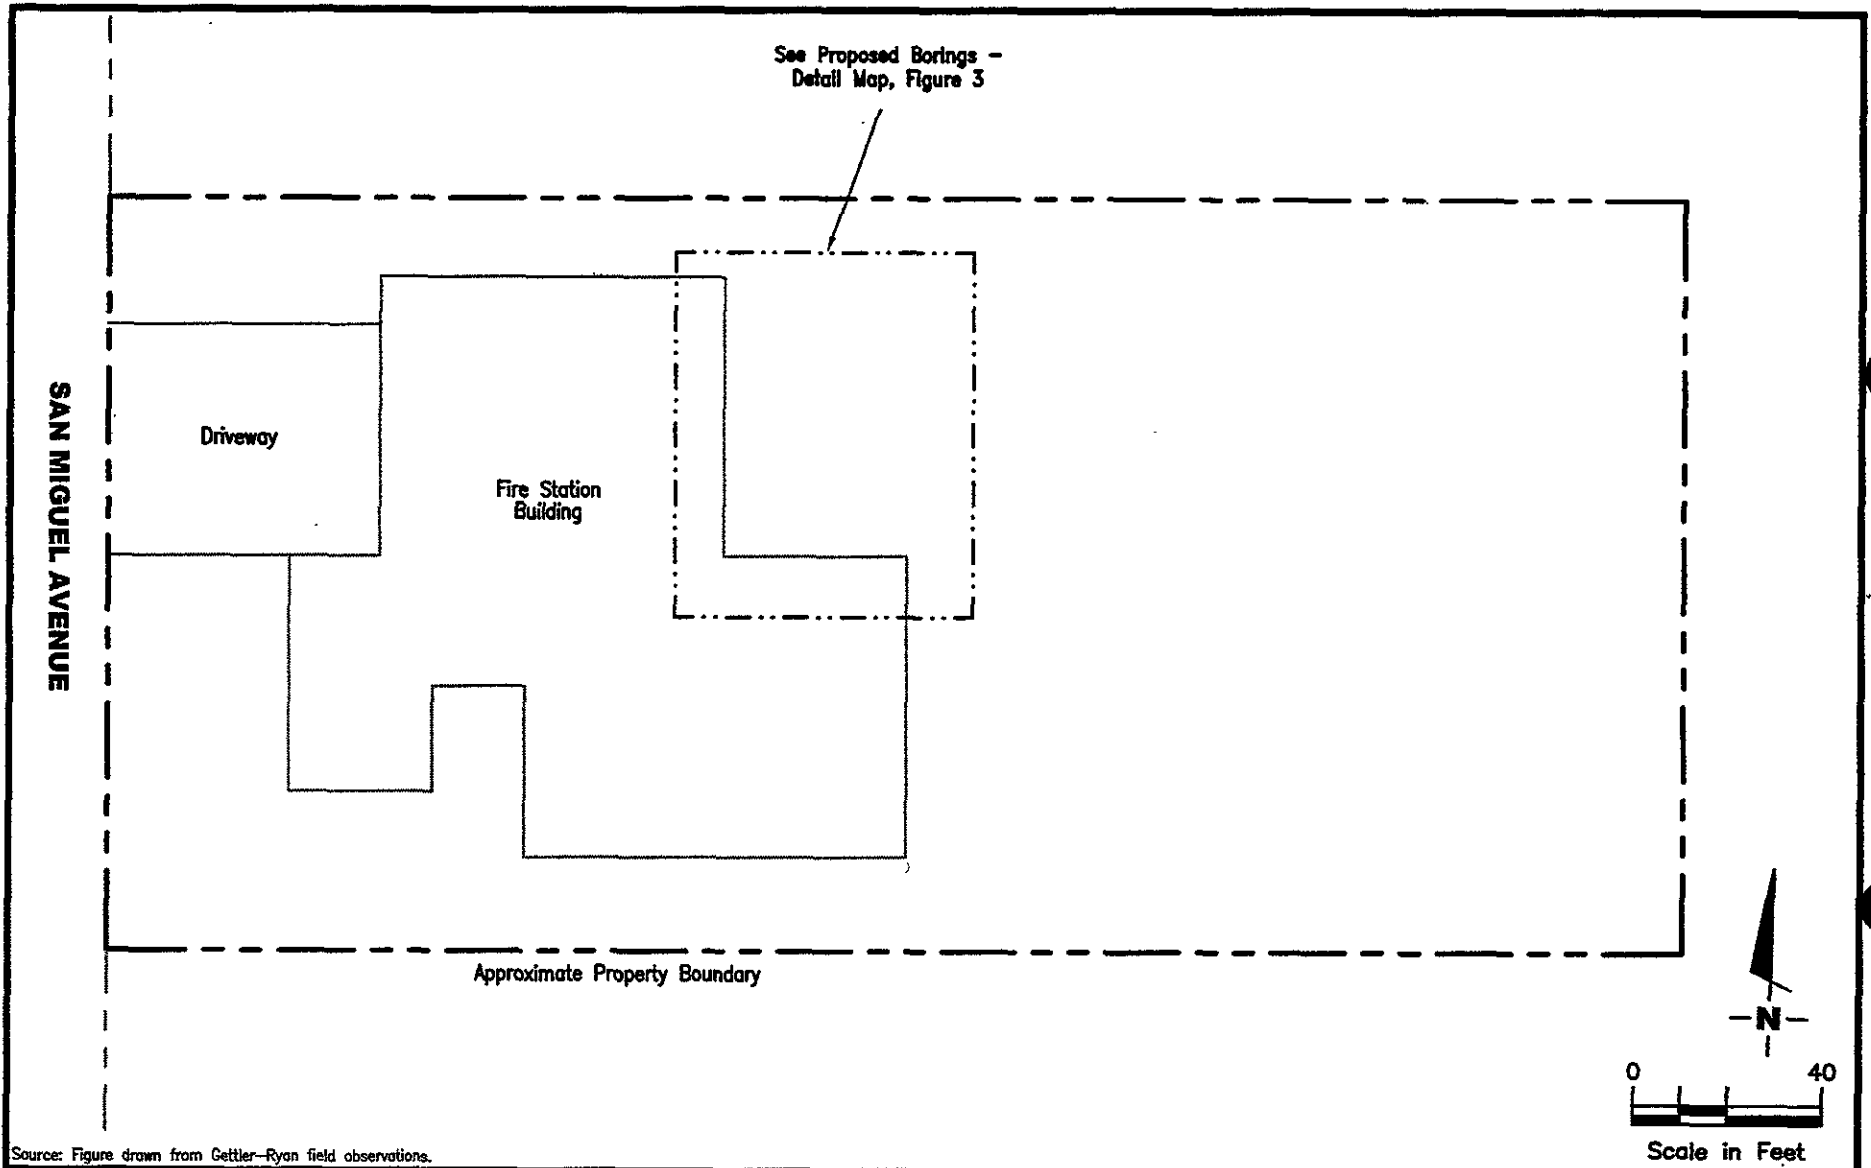 See Proposed Borings -
Detail Map, Figure 3
SAN MIGUEL AVENUE
Driveway
Fire Station
Building
Approximate Property Boundary
-N-
0 40
Scale in Feet
Source: Figure drawn from Gettler-Ryan field observations.